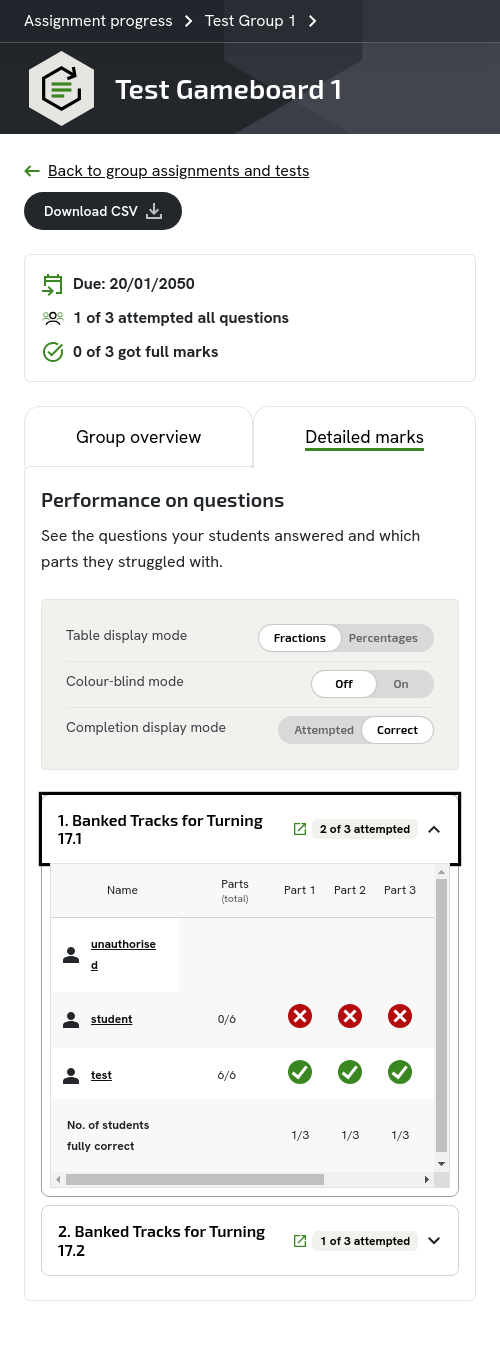 Assignment progress > Test Group 1 >
Test Gameboard 1
Back to group assignments and tests
Download CSV
Due: 20/01/2050
1 of 3 attempted all questions
0 of 3 got full marks
Group overview Detailed marks
Performance on questions
See the questions your students answered and which
parts they struggled with.
Table display mode Fractions Percentages
Colour-blind mode Off On
Completion display mode Attempted Correct
1. Banked Tracks for Turning
17.1
2 of 3 attempted
Name Parts Part 1 Part 2 Part 3
(total)
unauthorise
d
student 0/6
test 6/6
No. of students
fully correct
1/3 1/3 1/3
2. Banked Tracks for Turning
17.2
1 of 3 attempted